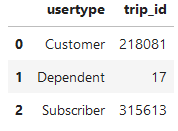 usertype trip_id
0 Customer 218081
1 Dependent 17
2 Subscriber 315613